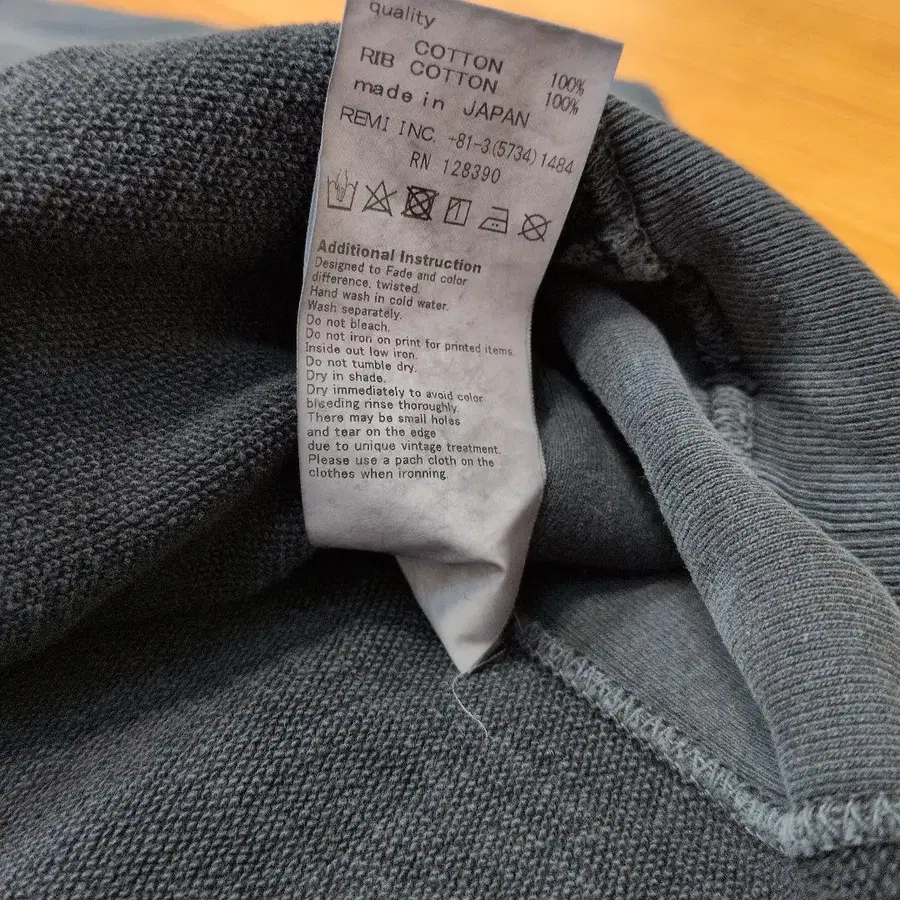 quality
COTTON 100%
RIB COTTON 100%
made in JAPAN
REMI INC. +81-3(5734)1484
RN 128390
Additional Instruction
Designed to Fade and color
difference, twisted.
Hand wash in cold water.
Wash separately.
Do not bleach.
Do not iron on print for printed items.
Inside out low iron.
Do not tumble dry.
Dry in shade.
Dry immediately to avoid color
bleeding rinse thoroughly.
There may be small holes
and tear on the edge
due to unique vintage treatment.
Please use a pach cloth on the
clothes when ironning.